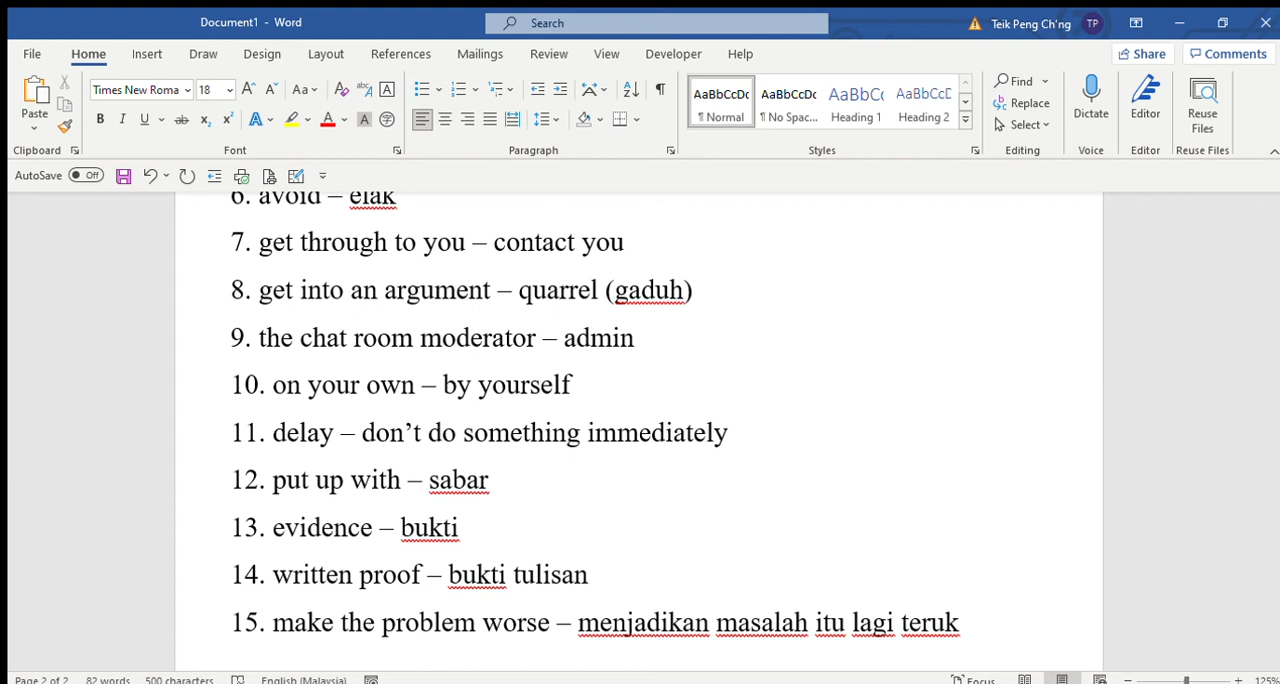 Document1 - Word
Search
Teik Peng Ch'ng
TP
File Home Insert Draw Design Layout References Mailings Review View Developer Help
Share
Comments
Paste
Times New Roma
18
Aa
AaBbCcDc
¶ Normal
AaBbCcDc
¶ No Spac...
AaBbC
Heading 1
AaBbCcD
Heading 2
Find
Replace
Select
Dictate
Editor
Reuse
Files
Clipboard
Font
Paragraph
Styles
Editing
Voice
Editor
Reuse Files
AutoSave Off
6. avoid – elak
7. get through to you – contact you
8. get into an argument – quarrel (gaduh)
9. the chat room moderator – admin
10. on your own – by yourself
11. delay – don’t do something immediately
12. put up with – sabar
13. evidence – bukti
14. written proof – bukti tulisan
15. make the problem worse – menjadikan masalah itu lagi teruk
Page 2 of 2
82 words
500 characters
English (Malaysia)
Focus
125%